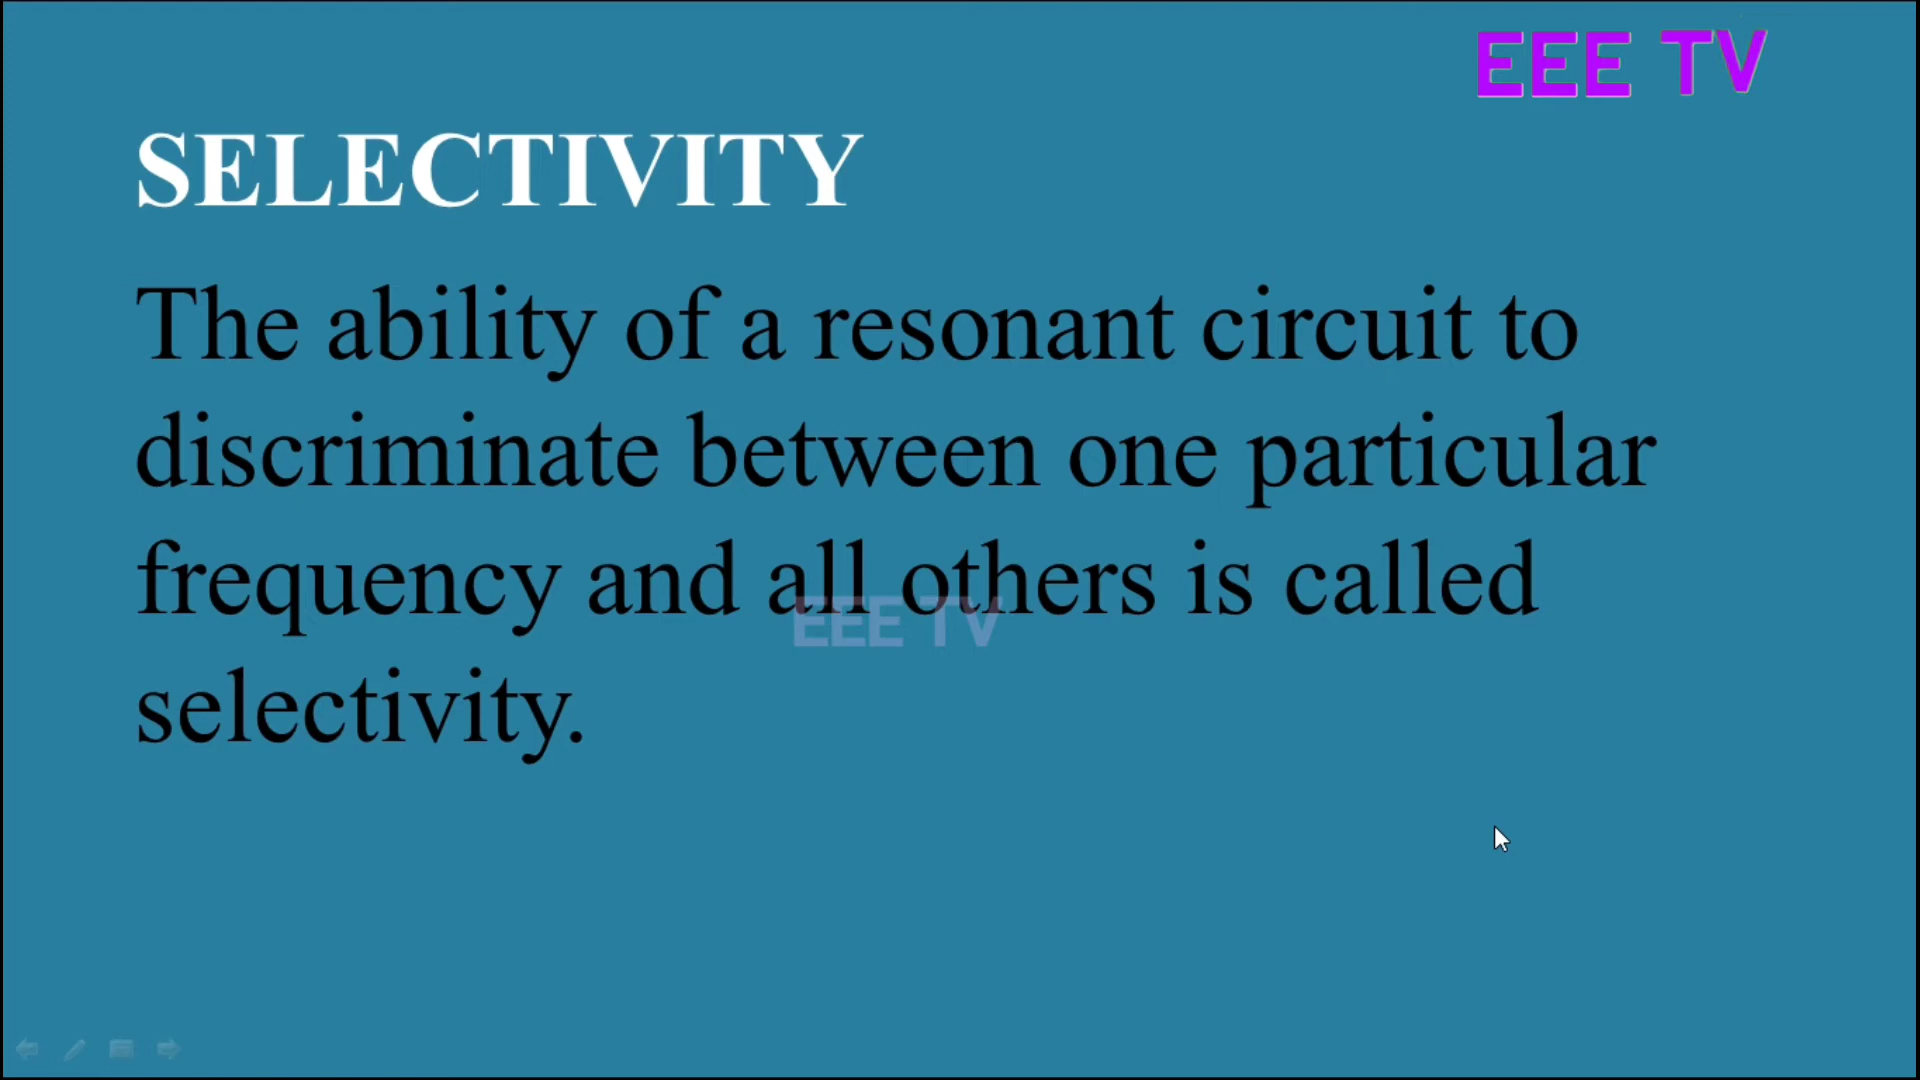 EEE TV
SELECTIVITY
The ability of a resonant circuit to
discriminate between one particular
frequency and all others is called
EEE TV
selectivity.